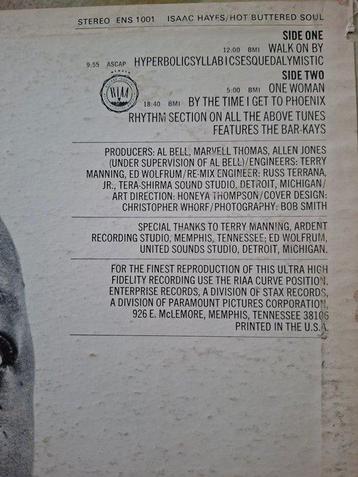 STEREO ENS 1001 ISAAC HAYES/HOT BUTTERED SOUL
SIDE ONE
12:00 BMI WALK ON BY
9:55 ASCAP HYPERBOLICSYLLABICSESQUEDALYMISTIC
SIDE TWO
5:00 BMI ONE WOMAN
18:40 BMI BY THE TIME I GET TO PHOENIX
RHYTHM SECTION ON ALL THE ABOVE TUNES
FEATURES THE BAR-KAYS
MEMBER
RIAA
PRODUCERS: AL BELL, MARVELL THOMAS, ALLEN JONES
(UNDER SUPERVISION OF AL BELL)/ENGINEERS: TERRY
MANNING, ED WOLFRUM/RE-MIX ENGINEER: RUSS TERRANA,
JR., TERA-SHIRMA SOUND STUDIO, DETROIT, MICHIGAN/
ART DIRECTION: HONEYA THOMPSON/COVER DESIGN:
CHRISTOPHER WHORF/PHOTOGRAPHY: BOB SMITH
SPECIAL THANKS TO TERRY MANNING, ARDENT
RECORDING STUDIO, MEMPHIS, TENNESSEE; ED WOLFRUM,
UNITED SOUND STUDIOS, DETROIT, MICHIGAN.
FOR THE FINEST REPRODUCTION OF THIS ULTRA HIGH
FIDELITY RECORDING USE THE RIAA CURVE POSITION.
ENTERPRISE RECORDS, A DIVISION OF STAX RECORDS,
A DIVISION OF PARAMOUNT PICTURES CORPORATION,
926 E. McLEMORE, MEMPHIS, TENNESSEE 38106
PRINTED IN THE U.S.A.